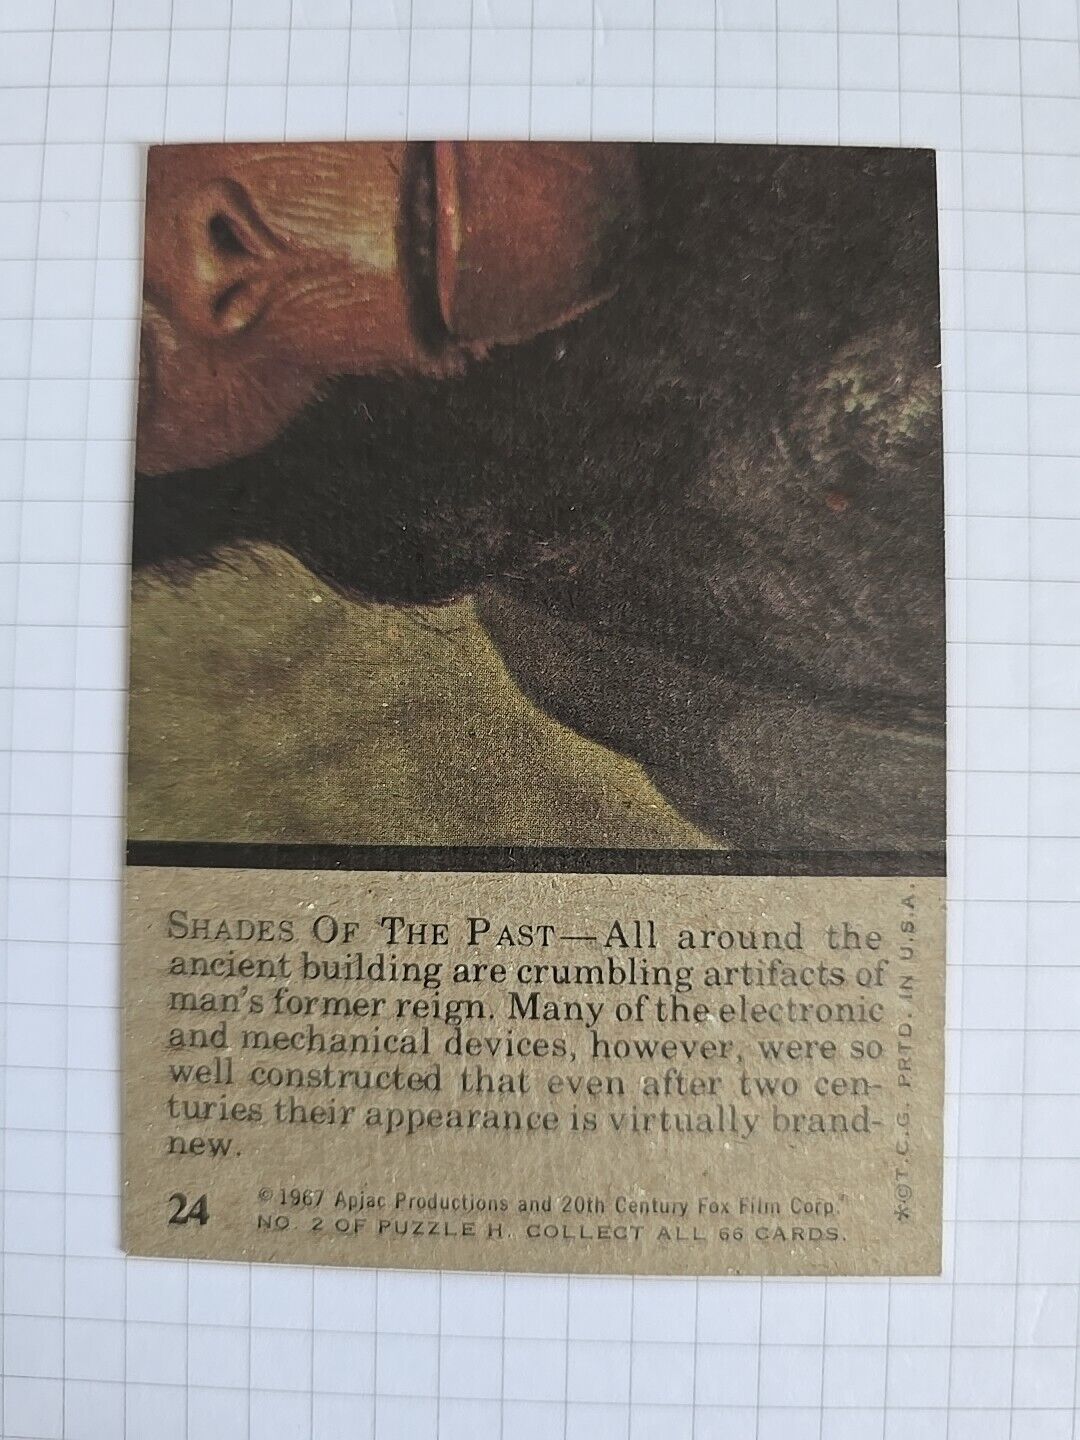 SHADES OF THE PAST—All around the
ancient building are crumbling artifacts of
man's former reign. Many of the electronic
and mechanical devices, however, were so
well constructed that even after two cen-
turies their appearance is virtually brand-
new.
24
© 1967 Apjac Productions and 20th Century Fox Film Corp.
NO. 2 OF PUZZLE H. COLLECT ALL 66 CARDS.
*©T.C.G. PRTD. IN U.S.A.